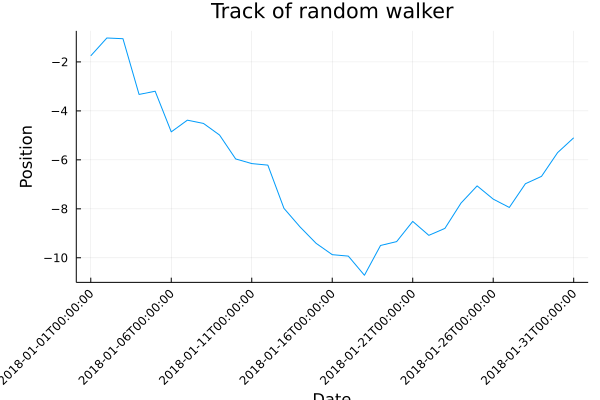 Track of random walker
Position
−2
−4
−6
−8
−10
2018-01-01T00:00:00
2018-01-06T00:00:00
2018-01-11T00:00:00
2018-01-16T00:00:00
2018-01-21T00:00:00
2018-01-26T00:00:00
2018-01-31T00:00:00
Date